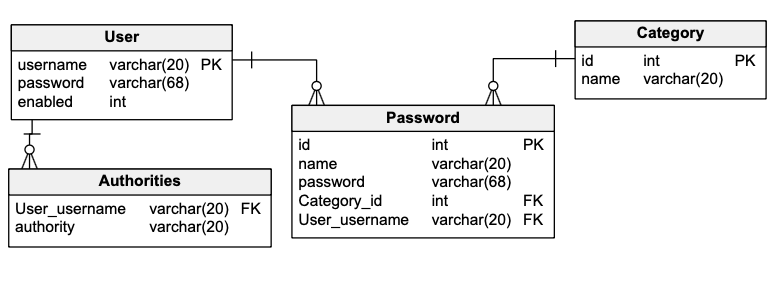 User
username varchar(20) PK
password varchar(68)
enabled int
Category
id int PK
name varchar(20)
Password
id int PK
name varchar(20)
password varchar(68)
Category_id int FK
User_username varchar(20) FK
Authorities
User_username varchar(20) FK
authority varchar(20)